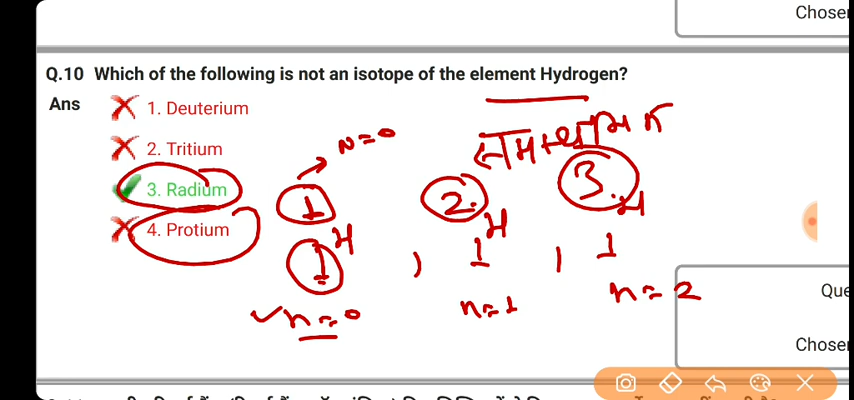 Chosen
Q.10 Which of the following is not an isotope of the element Hydrogen?
Ans
1. Deuterium
2. Tritium
3. Radium
4. Protium
N=0
1 H 1
2. H 1
3. H 1
, ,
n=0
n=1
n=2
Que
Chosen